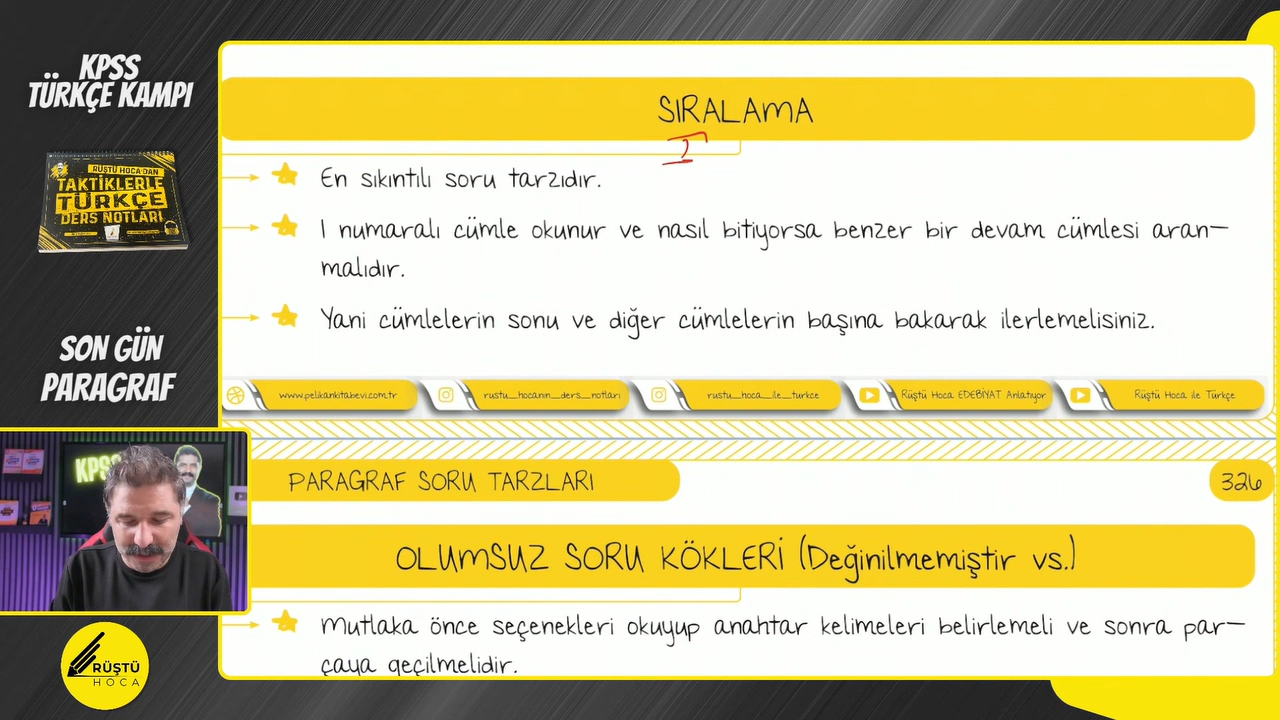 KPSS
TÜRKÇE KAMPI
RÜŞTÜ HOCA'DAN
TAKTİKLERLE
TÜRKÇE
DERS NOTLARI
SON GÜN
PARAGRAF
KPSS
RÜŞTÜ
HOCA
SIRALAMA
I
En sıkıntılı soru tarzıdır.
I numaralı cümle okunur ve nasıl bitiyorsa benzer bir devam cümlesi aran-
malıdır.
Yani cümlelerin sonu ve diğer cümlelerin başına bakarak ilerlemelisiniz.
www.pelikankitabevi.com.tr
rustu_hocanın_ders_notları
rustu_hoca_ile_turkce
Rüştü Hoca EDEBİYAT Anlatıyor
Rüştü Hoca ile Türkçe
PARAGRAF SORU TARZLARI
326
OLUMSUZ SORU KÖKLERİ (Değinilmemiştir vs.)
Mutlaka önce seçenekleri okuyup anahtar kelimeleri belirlemeli ve sonra par-
çaya geçilmelidir.